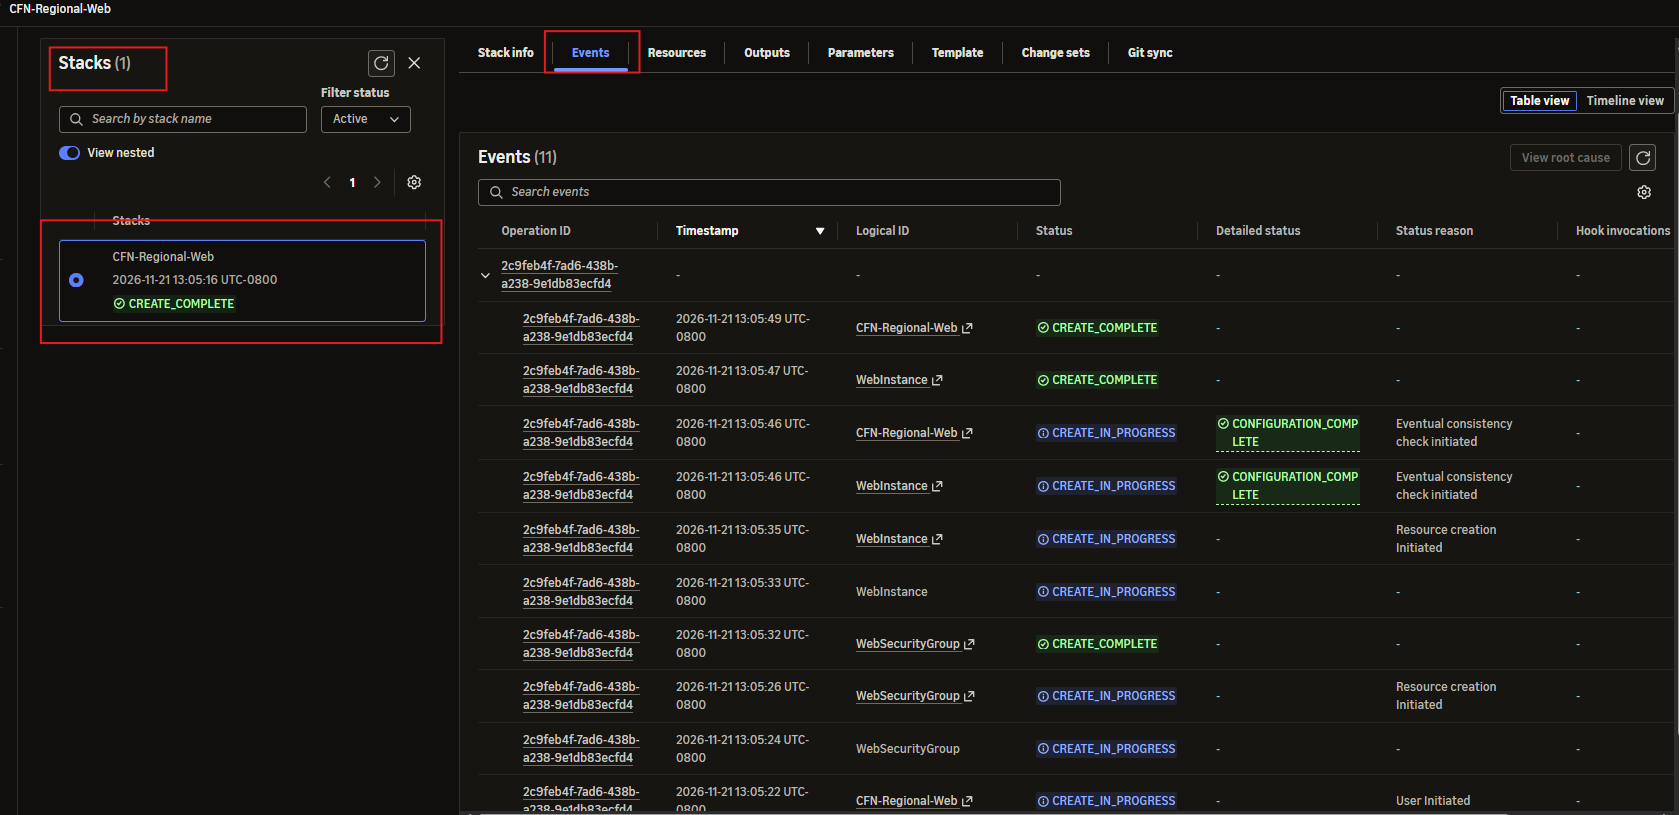 CFN-Regional-Web
Stacks (1)
Filter status
Search by stack name
Active
View nested
1
Stacks
CFN-Regional-Web
2026-11-21 13:05:16 UTC-0800
CREATE_COMPLETE
Stack info Events Resources Outputs Parameters Template Change sets Git sync
Table view Timeline view
Events (11)
View root cause
Search events
Operation ID Timestamp Logical ID Status Detailed status Status reason Hook invocations
2c9feb4f-7ad6-438b-
a238-9e1db83ecfd4
- - - - - -
2c9feb4f-7ad6-438b- 2026-11-21 13:05:49 UTC-
a238-9e1db83ecfd4 0800
CFN-Regional-Web CREATE_COMPLETE - - -
2c9feb4f-7ad6-438b- 2026-11-21 13:05:47 UTC-
a238-9e1db83ecfd4 0800
WebInstance CREATE_COMPLETE - - -
2c9feb4f-7ad6-438b- 2026-11-21 13:05:46 UTC-
a238-9e1db83ecfd4 0800
CFN-Regional-Web CREATE_IN_PROGRESS
CONFIGURATION_COMP Eventual consistency
LETE check initiated
-
2c9feb4f-7ad6-438b- 2026-11-21 13:05:46 UTC-
a238-9e1db83ecfd4 0800
WebInstance CREATE_IN_PROGRESS
CONFIGURATION_COMP Eventual consistency
LETE check initiated
-
2c9feb4f-7ad6-438b- 2026-11-21 13:05:35 UTC-
a238-9e1db83ecfd4 0800
WebInstance CREATE_IN_PROGRESS -
Resource creation
Initiated
-
2c9feb4f-7ad6-438b- 2026-11-21 13:05:33 UTC-
a238-9e1db83ecfd4 0800
WebInstance CREATE_IN_PROGRESS - - -
2c9feb4f-7ad6-438b- 2026-11-21 13:05:32 UTC-
a238-9e1db83ecfd4 0800
WebSecurityGroup CREATE_COMPLETE - - -
2c9feb4f-7ad6-438b- 2026-11-21 13:05:26 UTC-
a238-9e1db83ecfd4 0800
WebSecurityGroup CREATE_IN_PROGRESS -
Resource creation
Initiated
-
2c9feb4f-7ad6-438b- 2026-11-21 13:05:24 UTC-
a238-9e1db83ecfd4 0800
WebSecurityGroup CREATE_IN_PROGRESS - - -
2c9feb4f-7ad6-438b- 2026-11-21 13:05:22 UTC-
a238-9e1db83ecfd4 0800
CFN-Regional-Web CREATE_IN_PROGRESS - User Initiated -